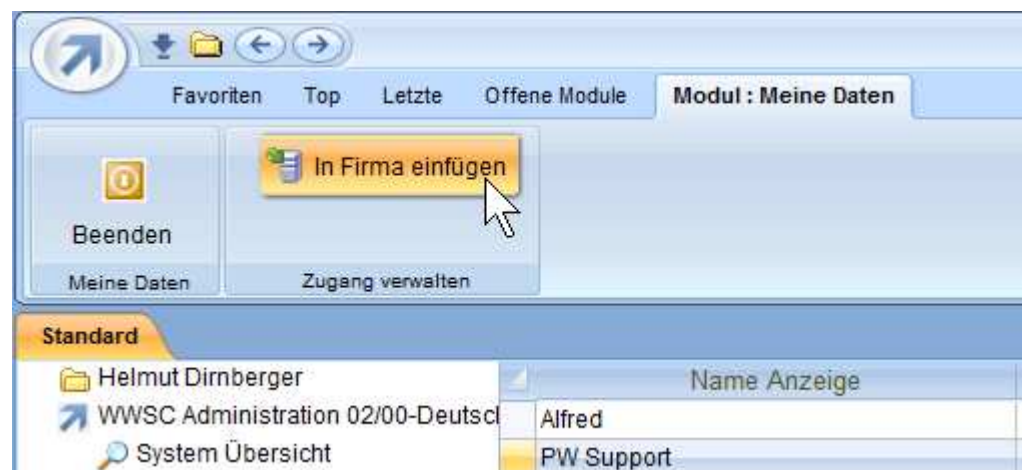 Favoriten Top Letzte Offene Module Modul : Meine Daten
In Firma einfügen
Beenden
Meine Daten Zugang verwalten
Standard
Helmut Dirnberger Name Anzeige
WWSC Administration 02/00-Deutscl Alfred
System Übersicht PW Support